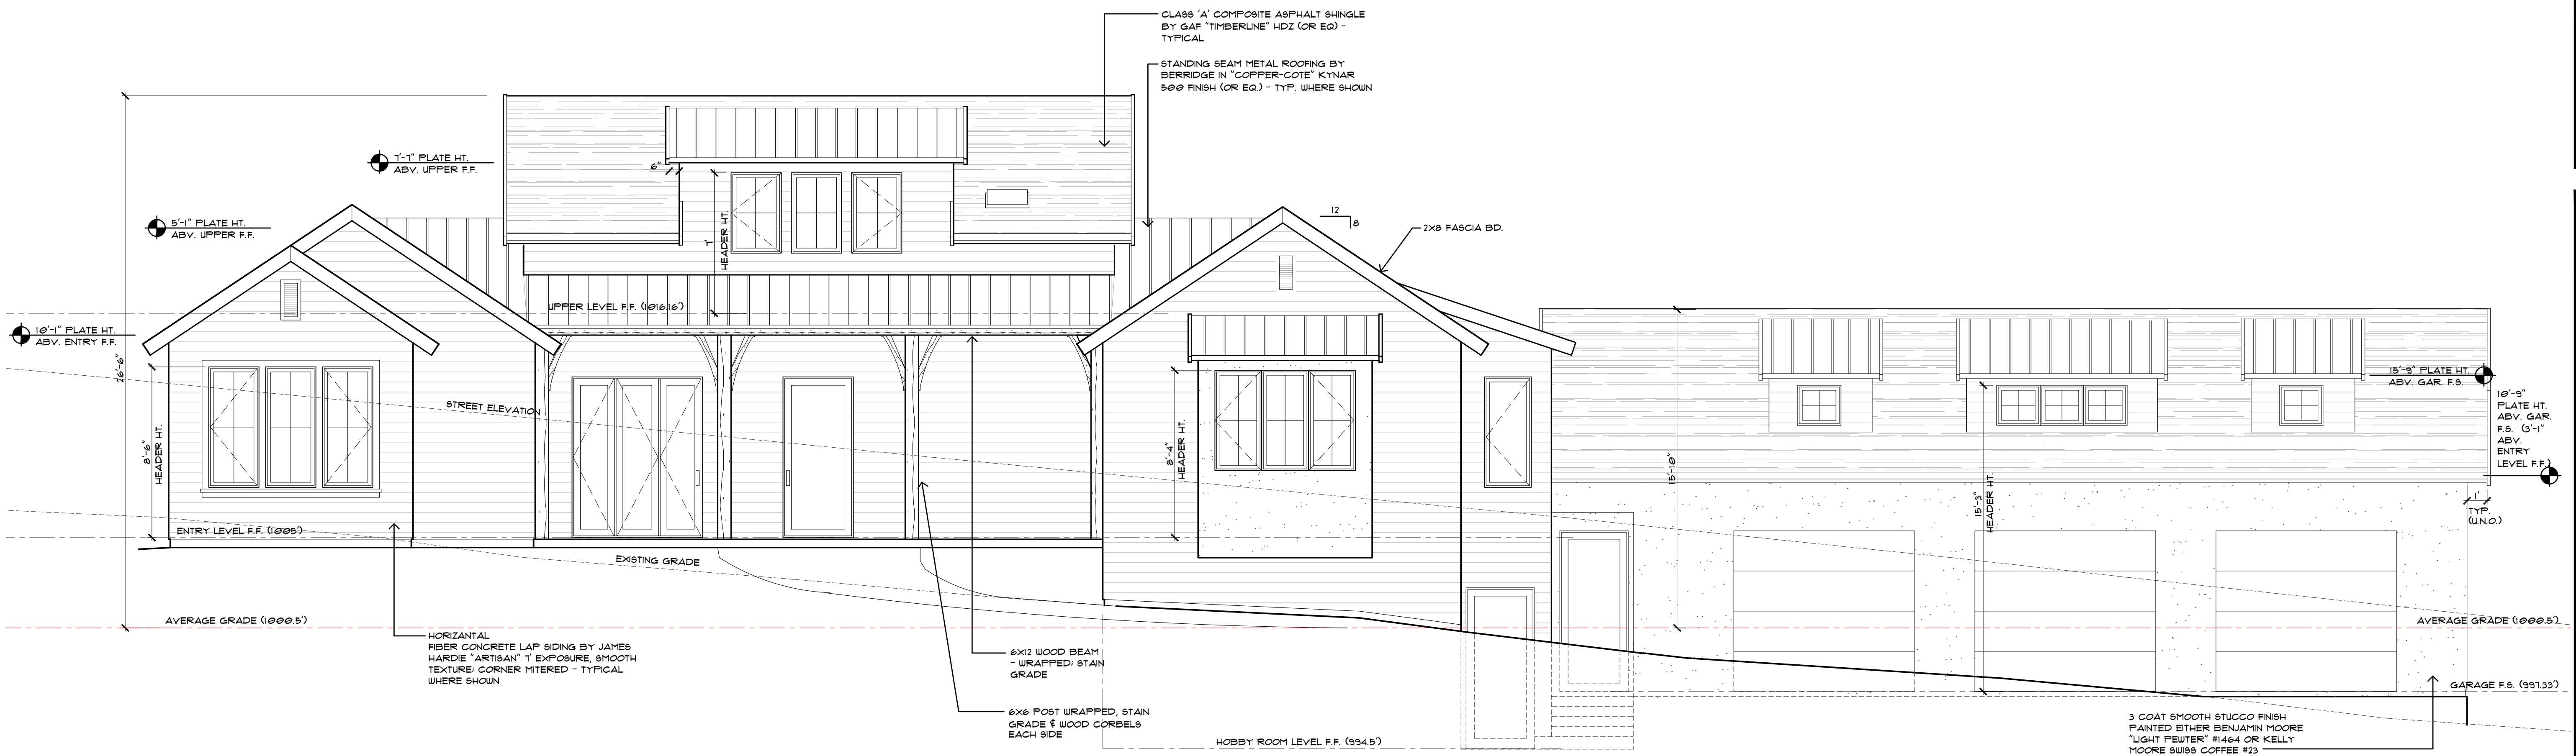 CLASS 'A' COMPOSITE ASPHALT SHINGLE
BY GAF "TIMBERLINE" HDZ (OR EQ) -
TYPICAL
STANDING SEAM METAL ROOFING BY
BERRIDGE IN "COPPER-COTE" KYNAR
500 FINISH (OR EQ.) - TYP. WHERE SHOWN
7'-7" PLATE HT.
ABV. UPPER F.F.
5'-1" PLATE HT.
ABV. UPPER F.F.
10'-1" PLATE HT.
ABV. ENTRY F.F.
26'-6"
6"
7'
HEADER HT.
12
8
2X8 FASCIA BD.
UPPER LEVEL F.F. (1016.16')
STREET ELEVATION
8'-6"
HEADER HT.
8'-4"
HEADER HT.
15'-10"
15'-3"
HEADER HT.
15'-9" PLATE HT.
ABV. GAR. F.S.
10'-9"
PLATE HT.
ABV. GAR.
F.S. (3'-1"
ABV.
ENTRY
LEVEL F.F.)
1'
TYP.
(U.N.O.)
ENTRY LEVEL F.F. (1005')
EXISTING GRADE
AVERAGE GRADE (1000.5')
AVERAGE GRADE (1000.5')
HORIZANTAL
FIBER CONCRETE LAP SIDING BY JAMES
HARDIE "ARTISAN" 7' EXPOSURE, SMOOTH
TEXTURE; CORNER MITERED - TYPICAL
WHERE SHOWN
6X12 WOOD BEAM
- WRAPPED; STAIN
GRADE
6X6 POST WRAPPED, STAIN
GRADE & WOOD CORBELS
EACH SIDE
HOBBY ROOM LEVEL F.F. (994.5')
GARAGE F.S. (997.33')
3 COAT SMOOTH STUCCO FINISH
PAINTED EITHER BENJAMIN MOORE
"LIGHT PEWTER" #1464 OR KELLY
MOORE SWISS COFFEE #23